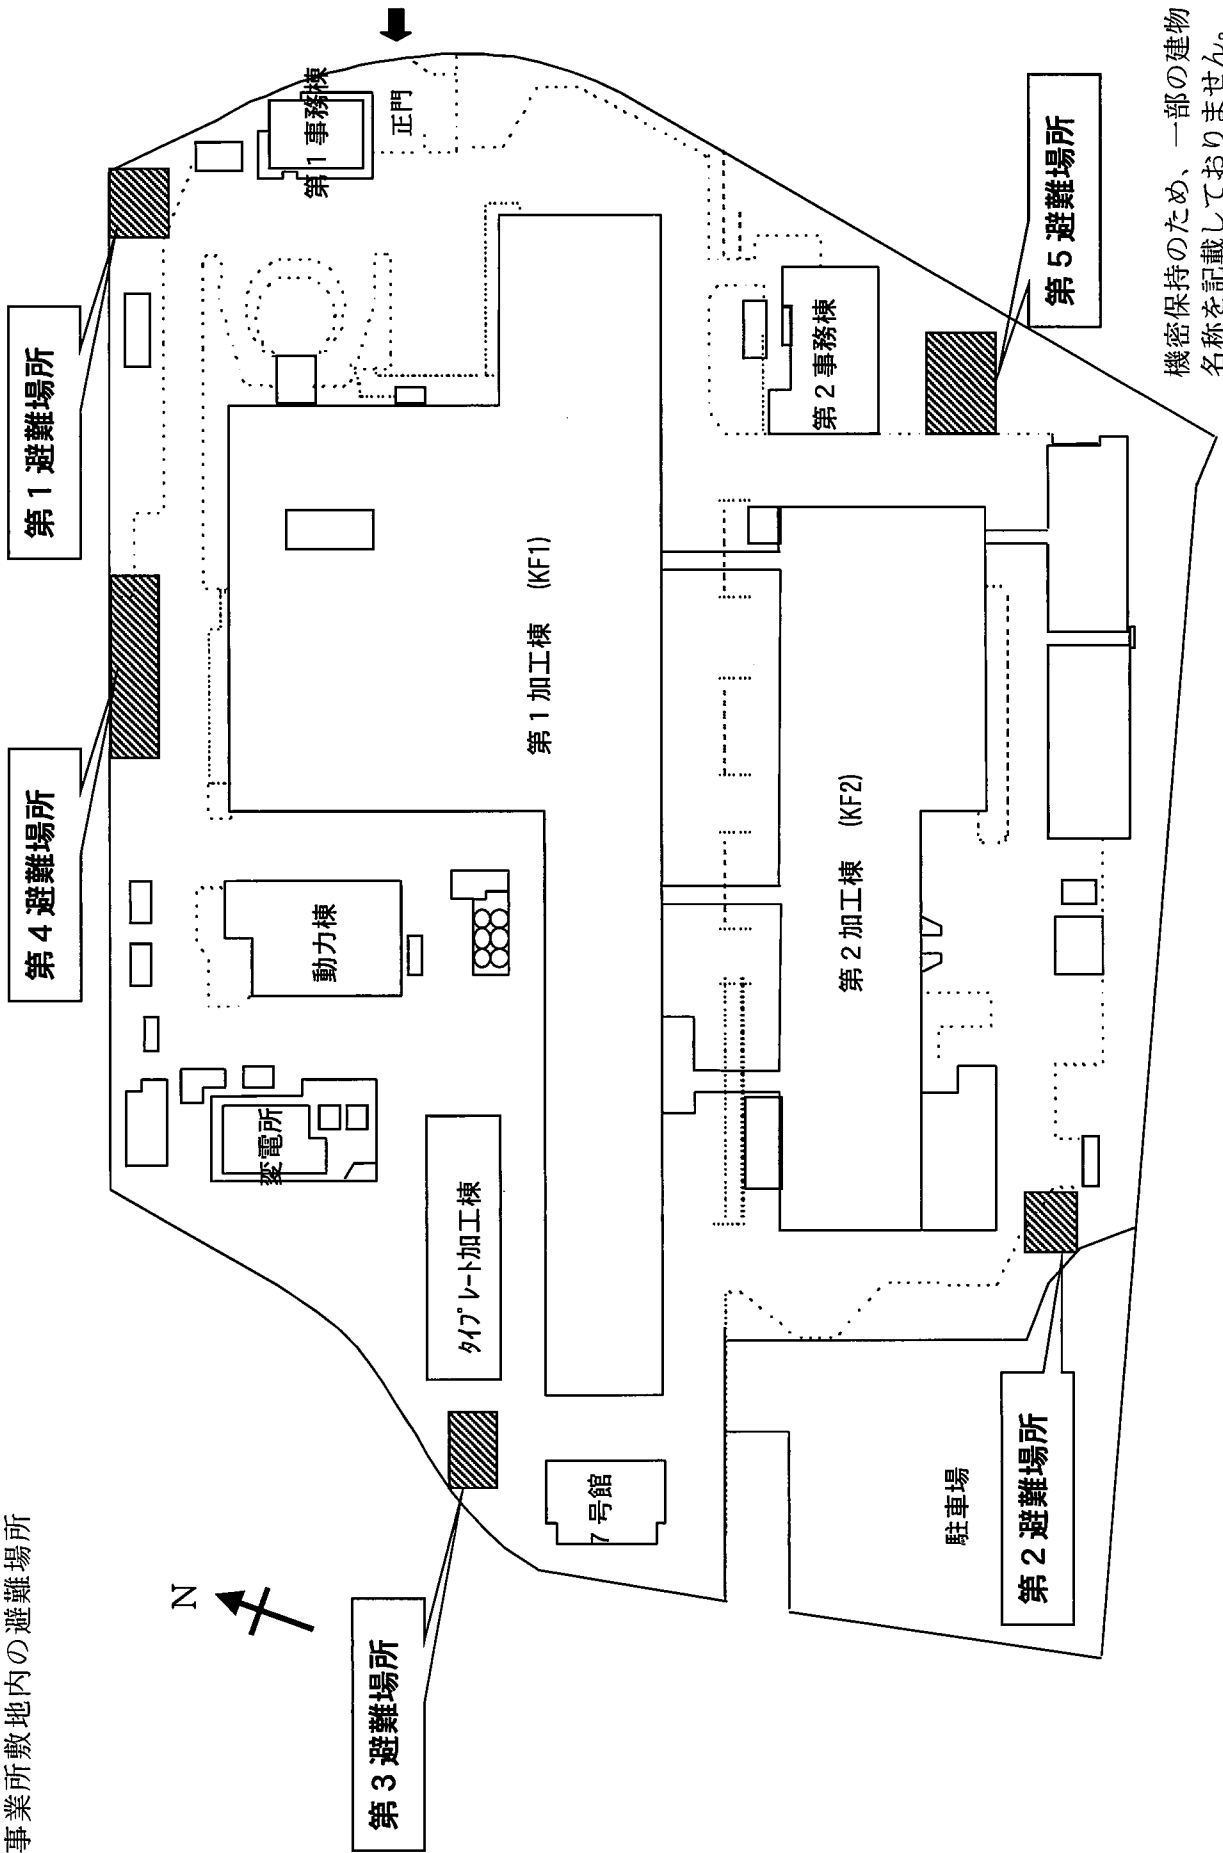 事業所敷地内の避難場所
N
第3避難場所
第4避難場所
第1避難場所
変電所
動力棟
第1事務棟
正門
タイプレート加工棟
7号館
第1加工棟 (KF1)
第2加工棟 (KF2)
第2事務棟
駐車場
第2避難場所
第5避難場所
機密保持のため、一部の建物
名称を記載しておりません。